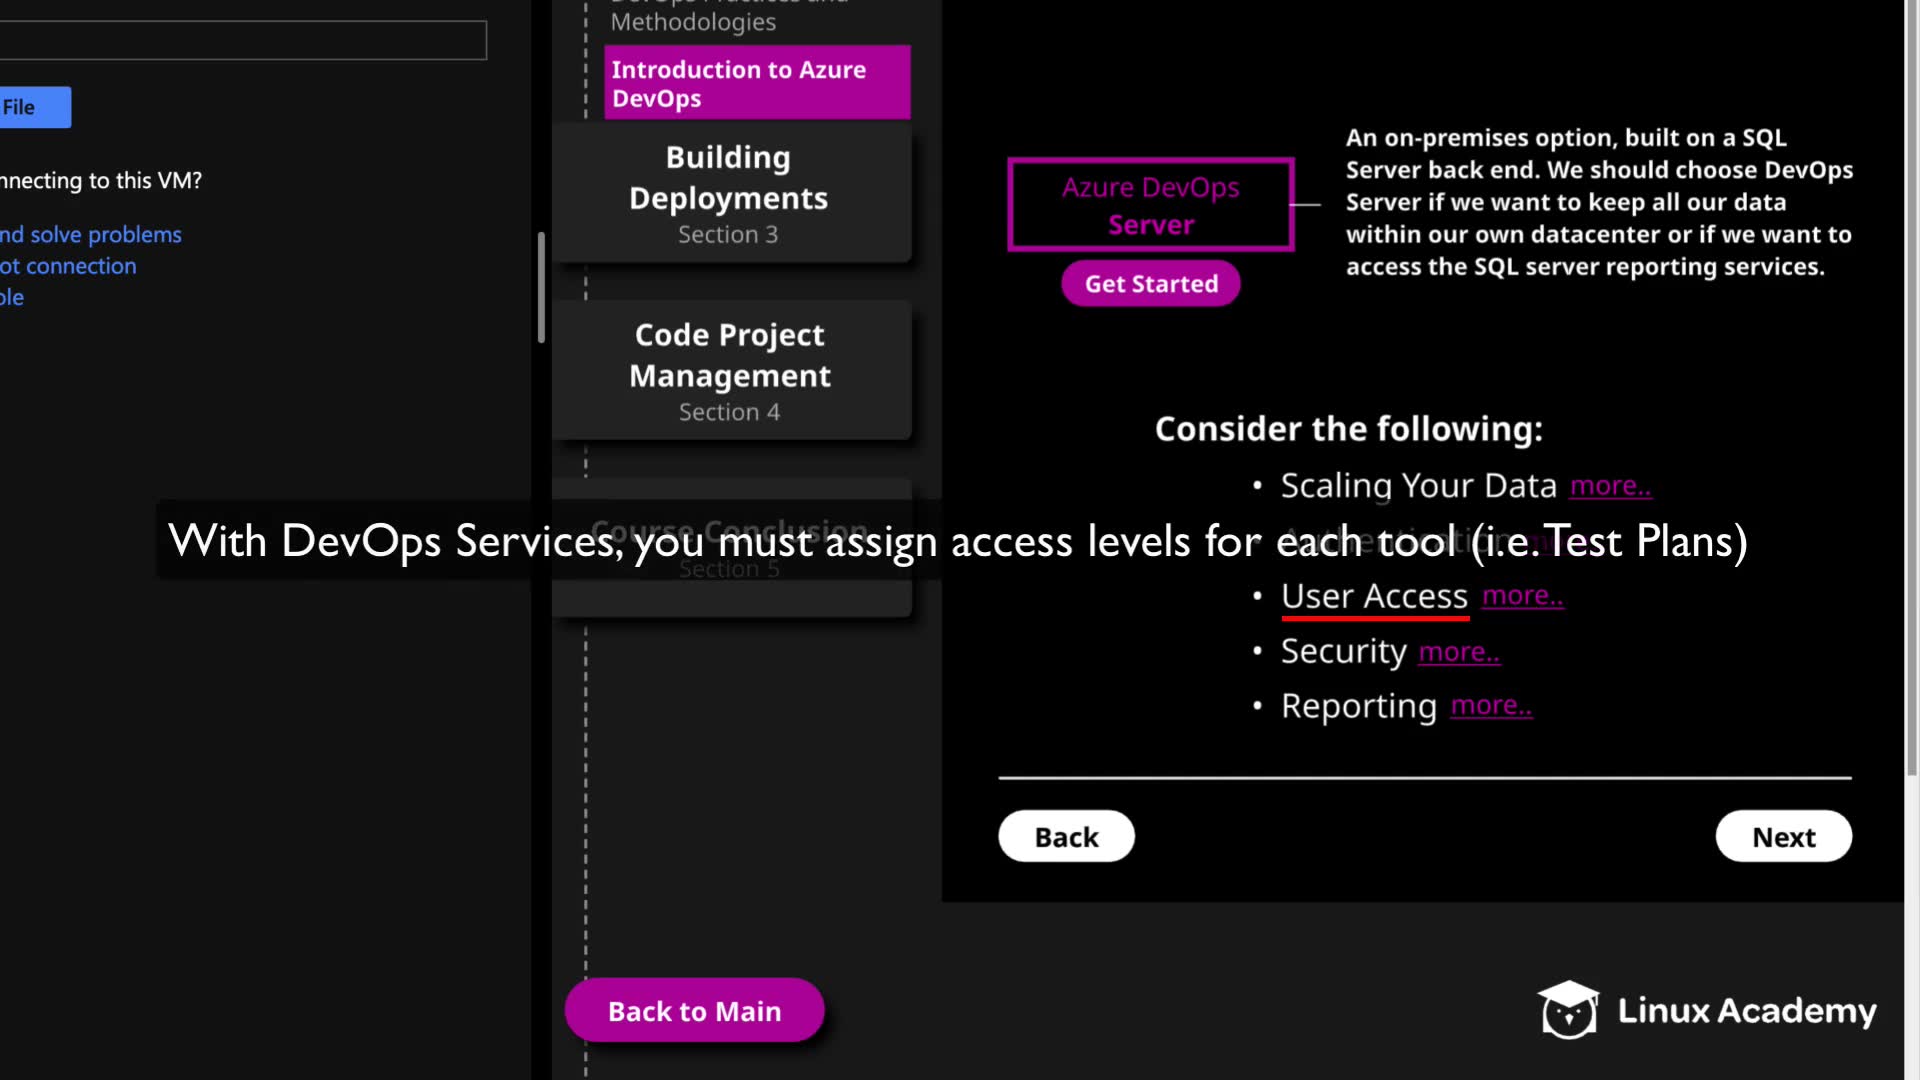 File
nnecting to this VM?
nd solve problems
ot connection
ole
DevOps Practices and
Methodologies
Introduction to Azure
DevOps
Building
Deployments
Section 3
Code Project
Management
Section 4
Course Conclusion
Section 5
Back to Main
Azure DevOps
Server
Get Started
An on-premises option, built on a SQL
Server back end. We should choose DevOps
Server if we want to keep all our data
within our own datacenter or if we want to
access the SQL server reporting services.
Consider the following:
• Scaling Your Data more..
• Authentication more..
With DevOps Services, you must assign access levels for each tool (i.e. Test Plans)
• User Access more..
• Security more..
• Reporting more..
Back
Next
Linux Academy